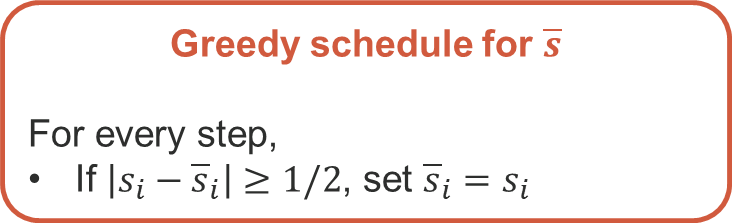 Greedy schedule for s̅
For every step,
• If |sᵢ − s̅ᵢ| ≥ 1/2, set s̅ᵢ = sᵢ